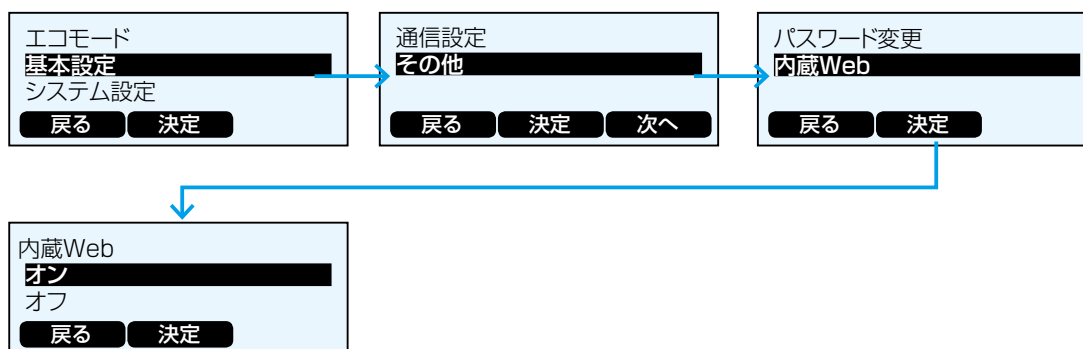 エコモード
基本設定
システム設定
戻る 決定
通信設定
その他
戻る 決定 次へ
パスワード変更
内蔵Web
戻る 決定
内蔵Web
オン
オフ
戻る 決定